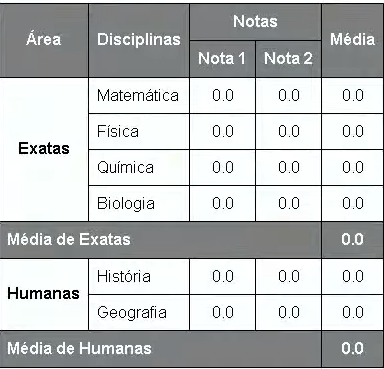 Área Disciplinas Notas Média
Nota 1 Nota 2
Exatas
Matemática 0.0 0.0 0.0
Física 0.0 0.0 0.0
Química 0.0 0.0 0.0
Biologia 0.0 0.0 0.0
Média de Exatas 0.0
Humanas
História 0.0 0.0 0.0
Geografia 0.0 0.0 0.0
Média de Humanas 0.0